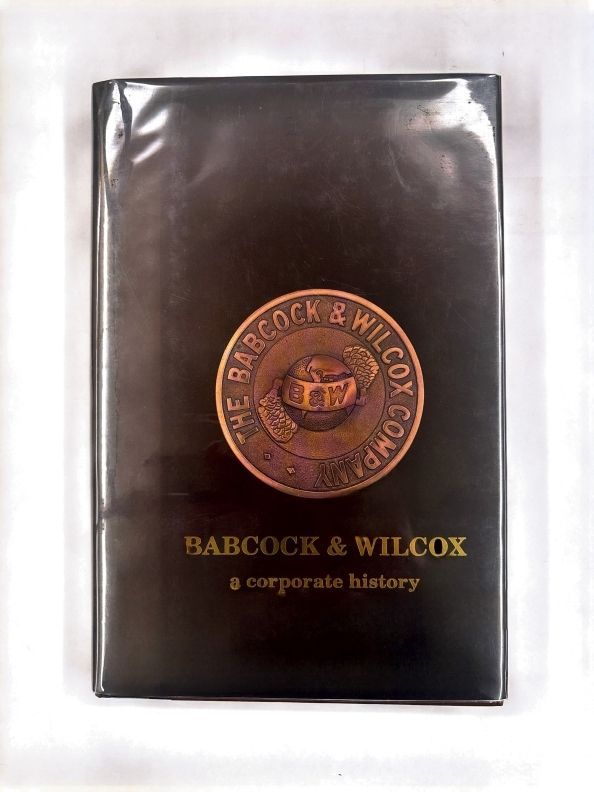 THE BABCOCK & WILCOX COMPANY
B&W
BABCOCK & WILCOX
a corporate history